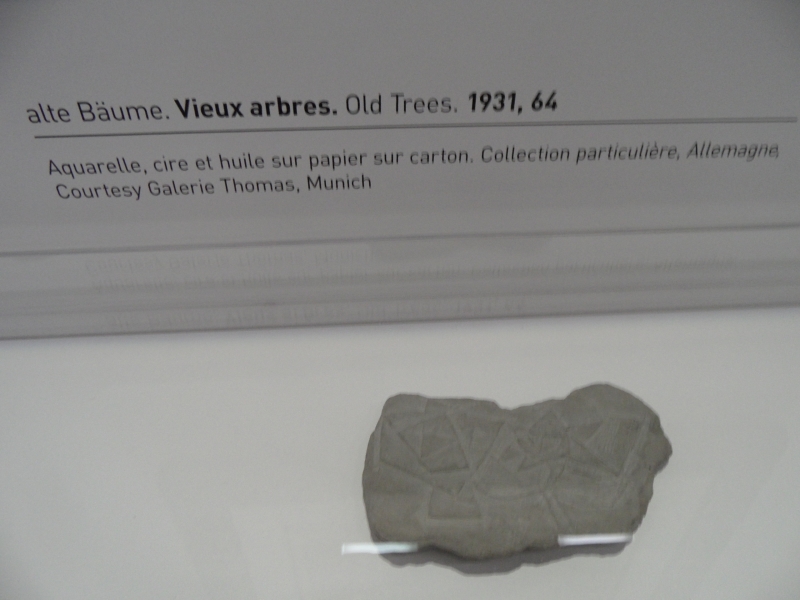 alte Bäume. Vieux arbres. Old Trees. 1931, 64
Aquarelle, cire et huile sur papier sur carton. Collection particulière, Allemagne,
Courtesy Galerie Thomas, Munich